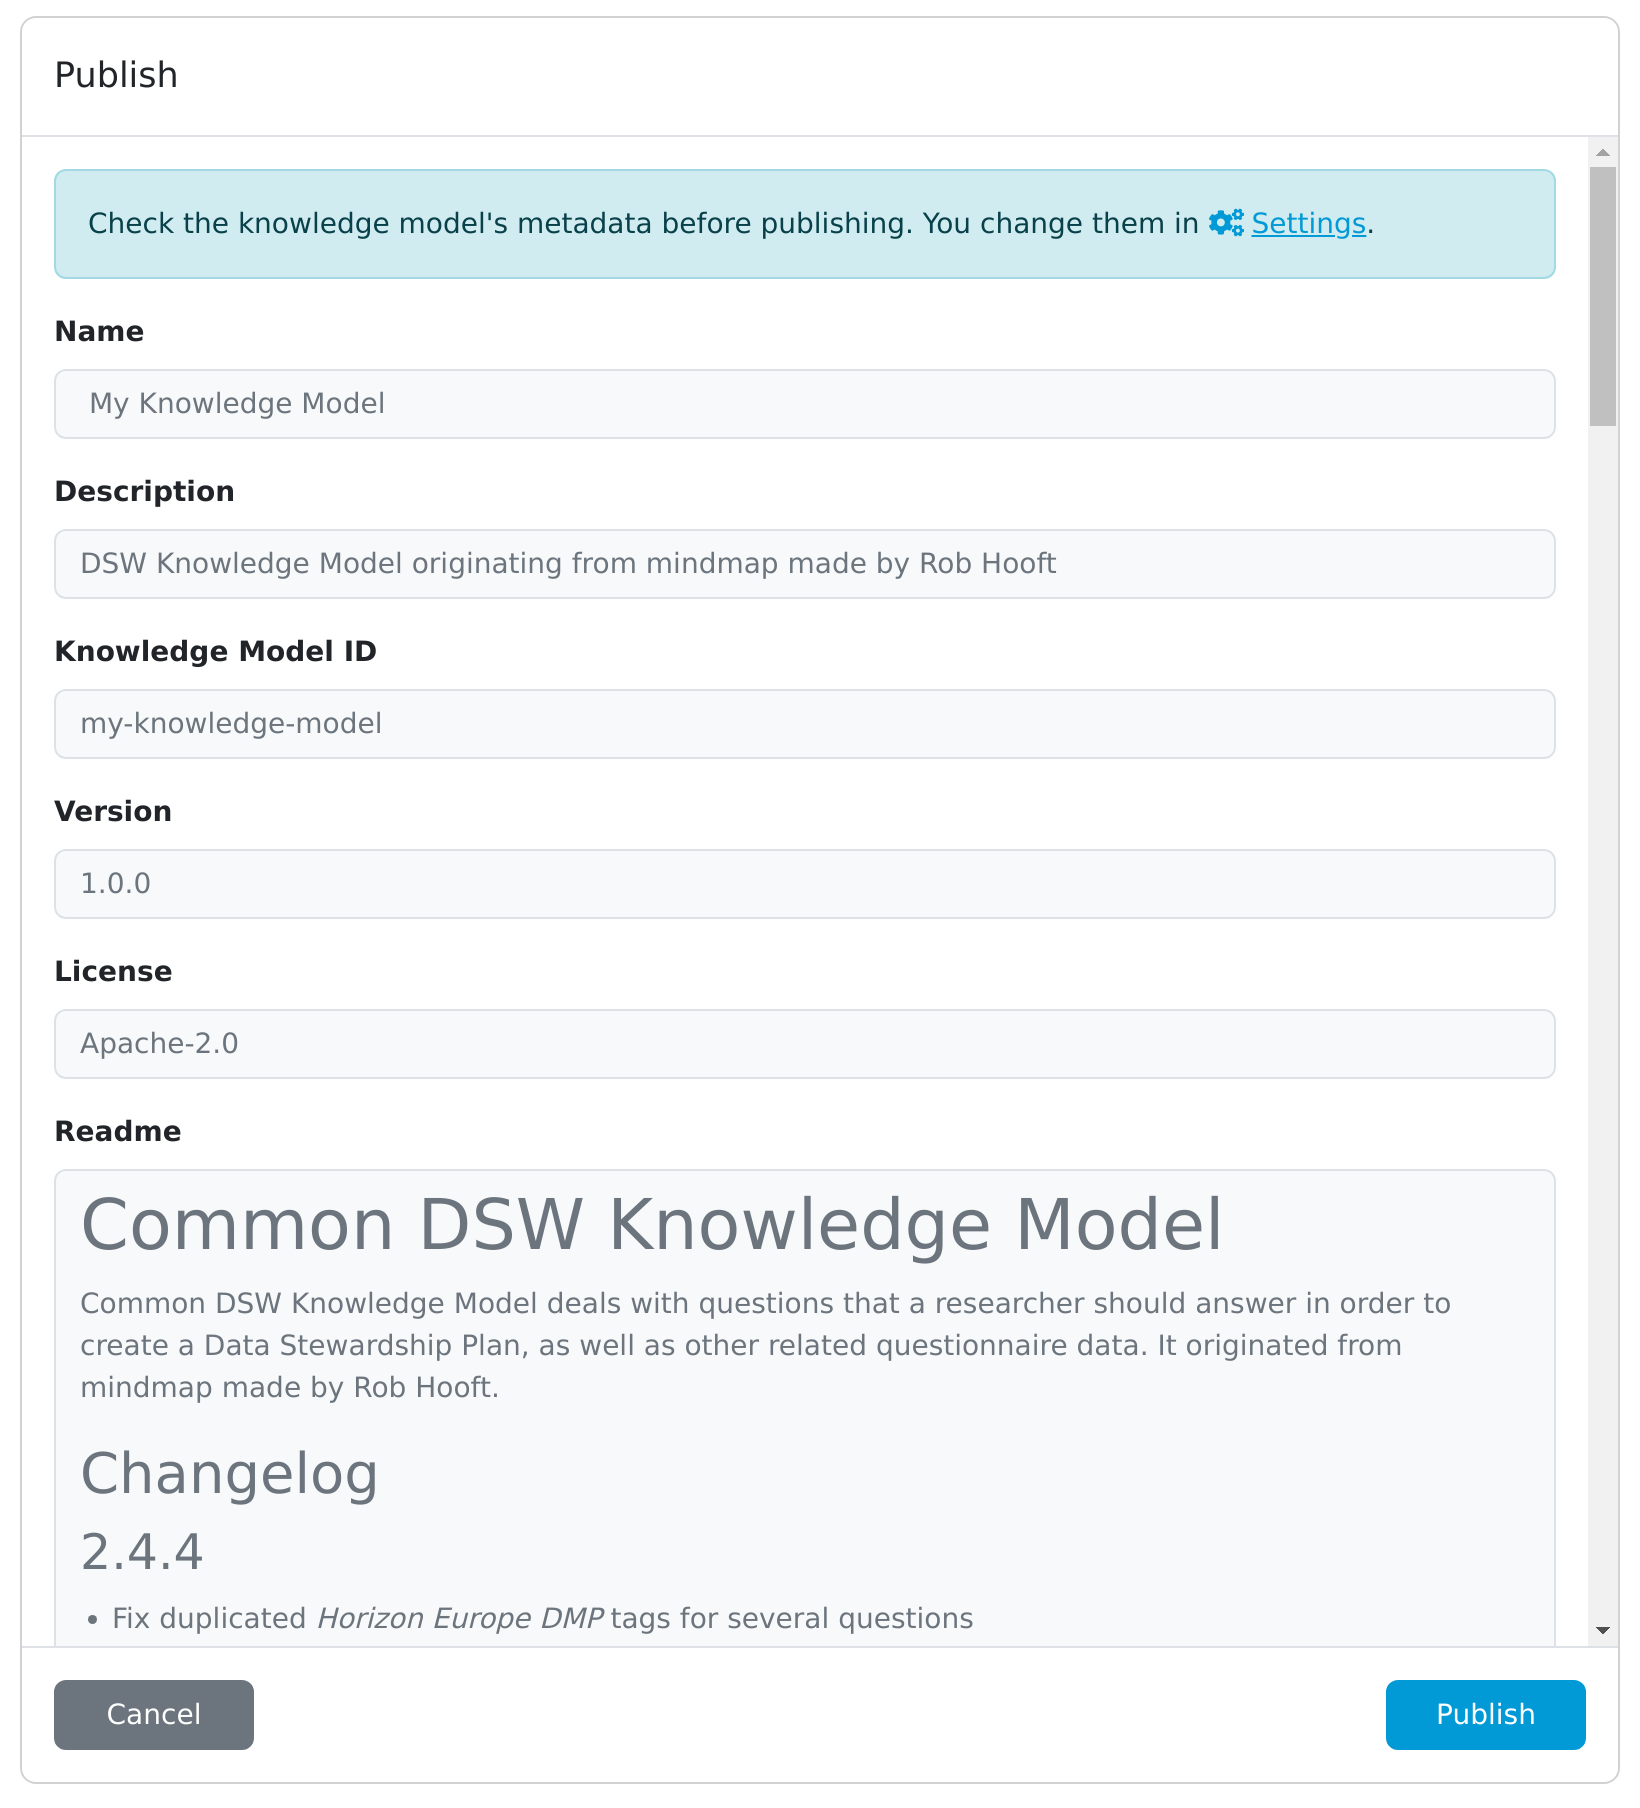 Publish
Check the knowledge model's metadata before publishing. You change them in Settings.
Name
My Knowledge Model
Description
DSW Knowledge Model originating from mindmap made by Rob Hooft
Knowledge Model ID
my-knowledge-model
Version
1.0.0
License
Apache-2.0
Readme
Common DSW Knowledge Model
Common DSW Knowledge Model deals with questions that a researcher should answer in order to
create a Data Stewardship Plan, as well as other related questionnaire data. It originated from
mindmap made by Rob Hooft.
Changelog
2.4.4
• Fix duplicated Horizon Europe DMP tags for several questions
Cancel
Publish